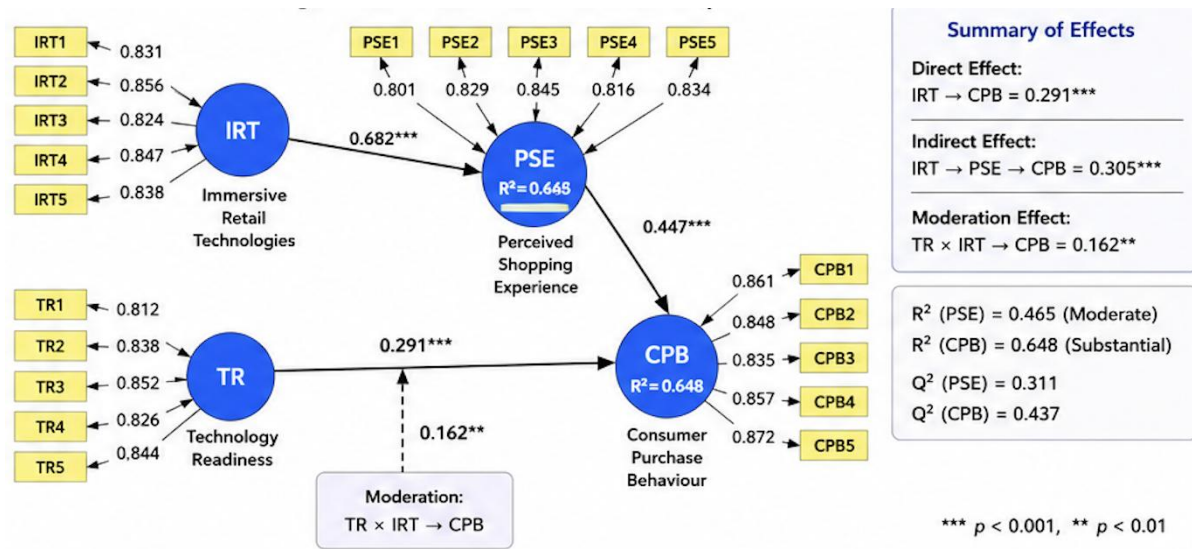 IRT1
IRT2
IRT3
IRT4
IRT5
0.831
0.856
0.824
0.847
0.838
IRT
Immersive
Retail
Technologies
0.682***
PSE1 PSE2 PSE3 PSE4 PSE5
0.801 0.829 0.845 0.816 0.834
PSE
R² = 0.648
Perceived
Shopping
Experience
0.447***
TR1
TR2
TR3
TR4
TR5
0.812
0.838
0.852
0.826
0.844
TR
Technology
Readiness
0.291***
0.162**
Moderation:
TR × IRT → CPB
CPB
R² = 0.648
Consumer
Purchase
Behaviour
0.861
0.848
0.835
0.857
0.872
CPB1
CPB2
CPB3
CPB4
CPB5
Summary of Effects
Direct Effect:
IRT → CPB = 0.291***
Indirect Effect:
IRT → PSE → CPB = 0.305***
Moderation Effect:
TR × IRT → CPB = 0.162**
R² (PSE) = 0.465 (Moderate)
R² (CPB) = 0.648 (Substantial)
Q² (PSE) = 0.311
Q² (CPB) = 0.437
*** p < 0.001, ** p < 0.01